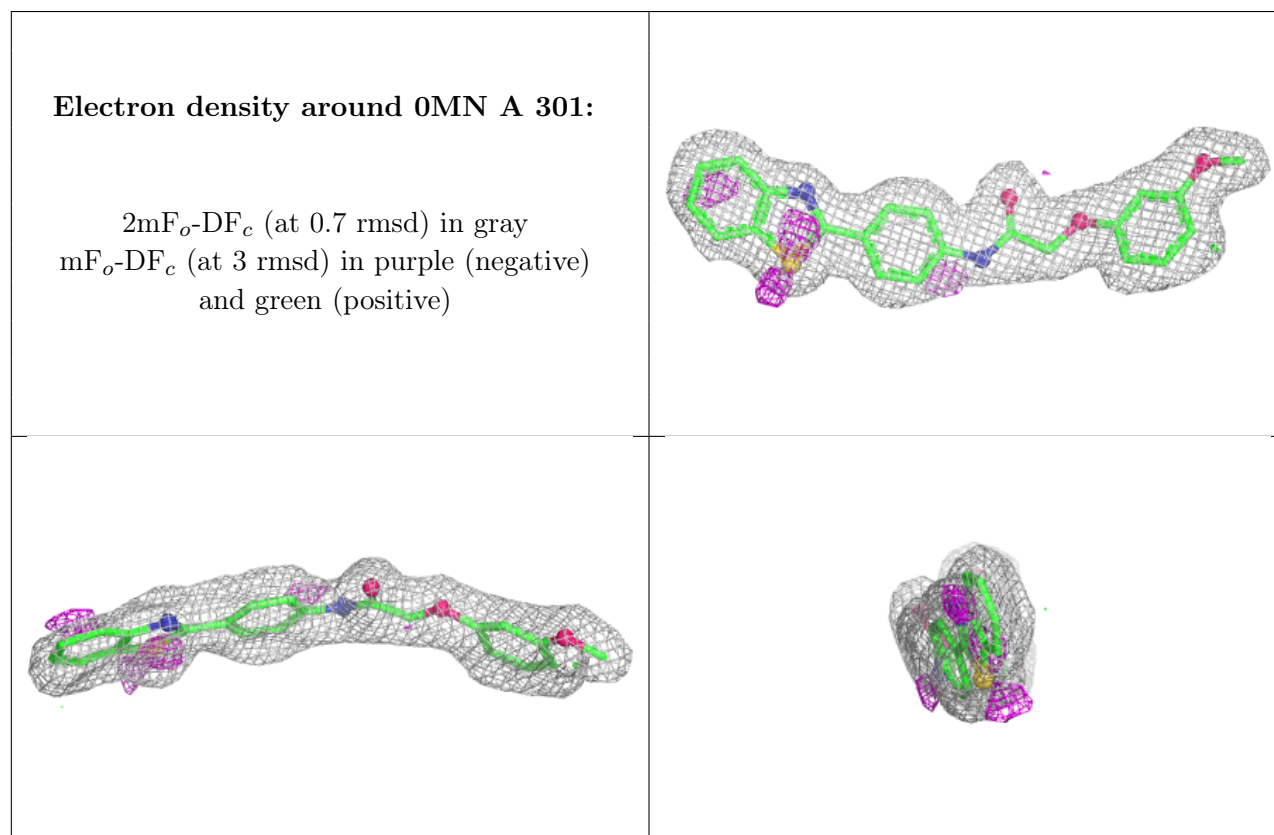 Electron density around 0MN A 301:
2mFₒ-DF𝒸 (at 0.7 rmsd) in gray
mFₒ-DF𝒸 (at 3 rmsd) in purple (negative)
and green (positive)